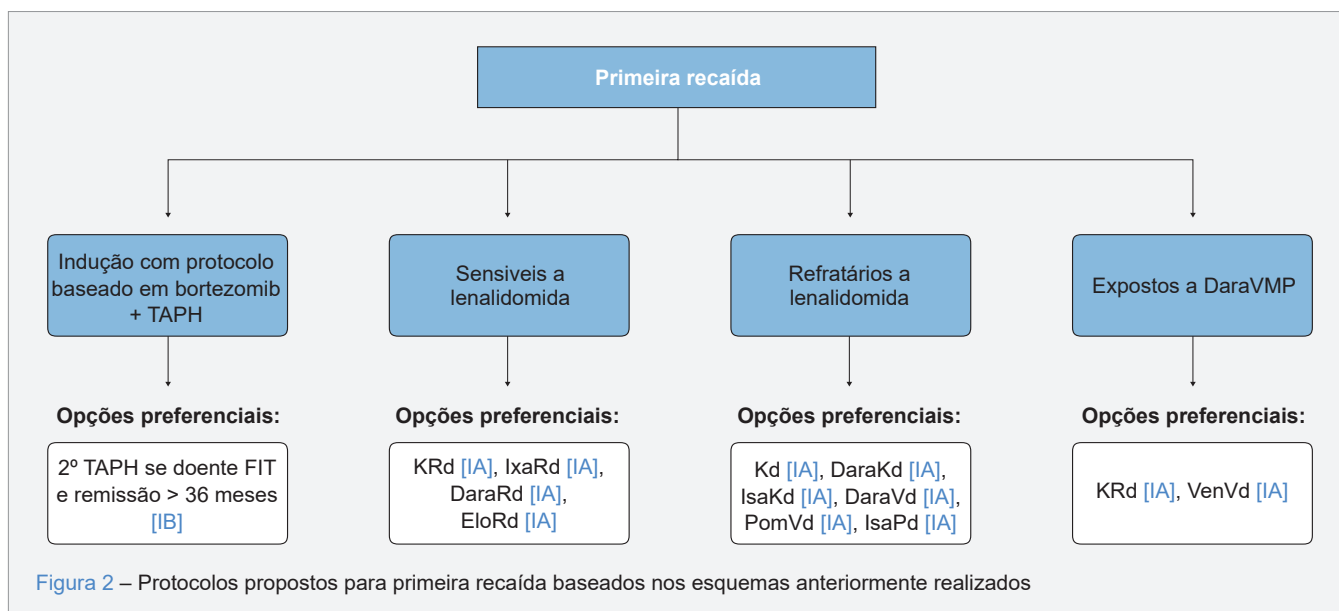 Primeira recaída
Indução com protocolo
baseado em bortezomib
+ TAPH
Sensiveis a
lenalidomida
Refratários a
lenalidomida
Expostos a DaraVMP
Opções preferenciais:
Opções preferenciais:
Opções preferenciais:
Opções preferenciais:
2º TAPH se doente FIT
e remissão > 36 meses
[IB]
KRd [IA], IxaRd [IA],
DaraRd [IA],
EloRd [IA]
Kd [IA], DaraKd [IA],
IsaKd [IA], DaraVd [IA],
PomVd [IA], IsaPd [IA]
KRd [IA], VenVd [IA]
Figura 2 – Protocolos propostos para primeira recaída baseados nos esquemas anteriormente realizados